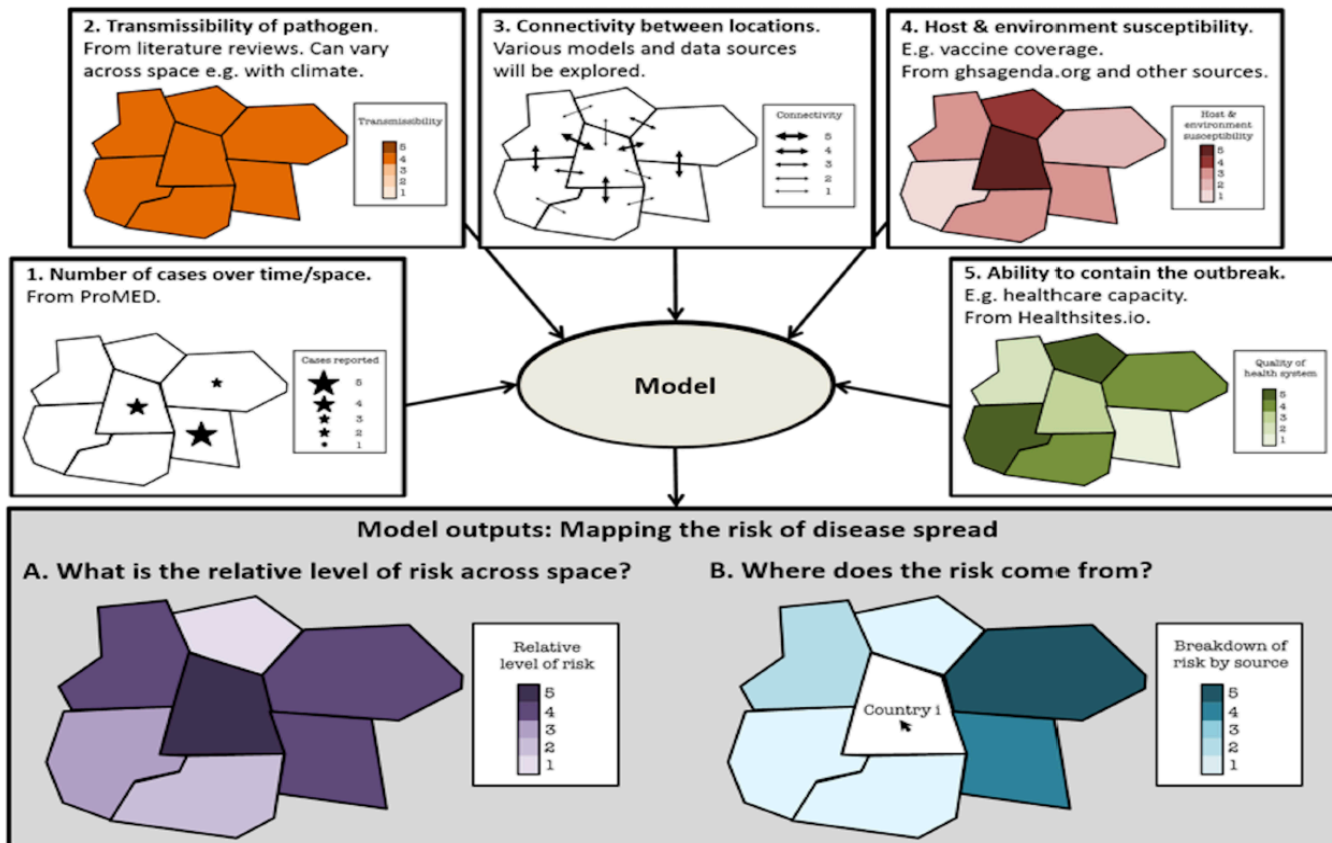 2. Transmissibility of pathogen.
From literature reviews. Can vary
across space e.g. with climate.
Transmissibility
5
4
3
2
1
3. Connectivity between locations.
Various models and data sources
will be explored.
Connectivity
5
4
3
2
1
4. Host & environment susceptibility.
E.g. vaccine coverage.
From ghsagenda.org and other sources.
Host &
environment
susceptibility
5
4
3
2
1
1. Number of cases over time/space.
From ProMED.
Cases reported
5
4
3
2
1
Model
5. Ability to contain the outbreak.
E.g. healthcare capacity.
From Healthsites.io.
Quality of
health system
5
4
3
2
1
Model outputs: Mapping the risk of disease spread
A. What is the relative level of risk across space?
Relative
level of risk
5
4
3
2
1
B. Where does the risk come from?
Country i
Breakdown of
risk by source
5
4
3
2
1